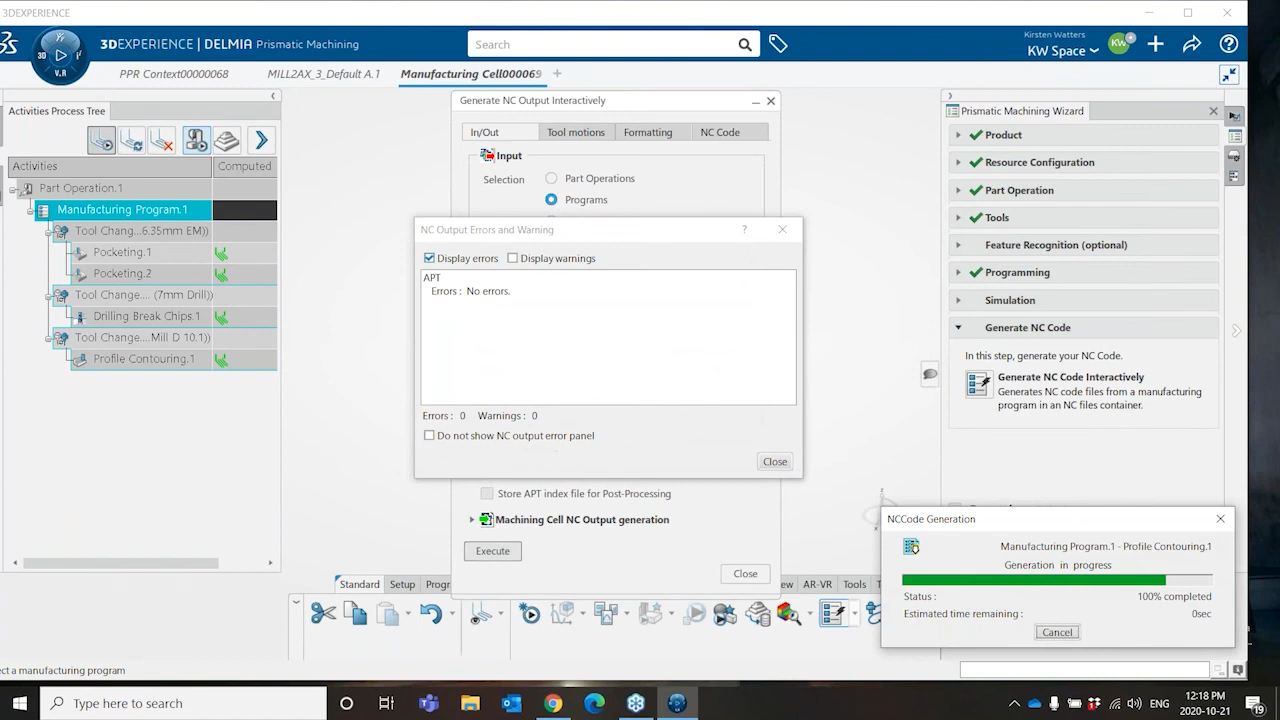 3DEXPERIENCE
3DEXPERIENCE | DELMIA Prismatic Machining
Search
Kirsten Watters
KW Space
KW
3D
V.R
PPR Context00000068
MILL2AX_3_Default A.1
Manufacturing Cell000069
Activities Process Tree
Activities
Computed
Part Operation.1
Manufacturing Program.1
Tool Chang...6.35mm EM))
Pocketing.1
Pocketing.2
Tool Change.... (7mm Drill))
Drilling Break Chips.1
Tool Change....Mill D 10.1))
Profile Contouring.1
Generate NC Output Interactively
In/Out
Tool motions
Formatting
NC Code
Input
Selection
Part Operations
Programs
NC Output Errors and Warning
?
Display errors
Display warnings
APT
Errors : No errors.
Errors : 0 Warnings : 0
Do not show NC output error panel
Close
Store APT index file for Post-Processing
Machining Cell NC Output generation
Execute
Close
Prismatic Machining Wizard
Product
Resource Configuration
Part Operation
Tools
Feature Recognition (optional)
Programming
Simulation
Generate NC Code
In this step, generate your NC Code.
Generate NC Code Interactively
Generates NC code files from a manufacturing
program in an NC files container.
NCCode Generation
Manufacturing Program.1 - Profile Contouring.1
Generation in progress
Status :
100% completed
Estimated time remaining :
0sec
Cancel
Standard
Setup
Progr
ew
AR-VR
Tools
T
ect a manufacturing program
Type here to search
ENG
12:18 PM
2020-10-21
19